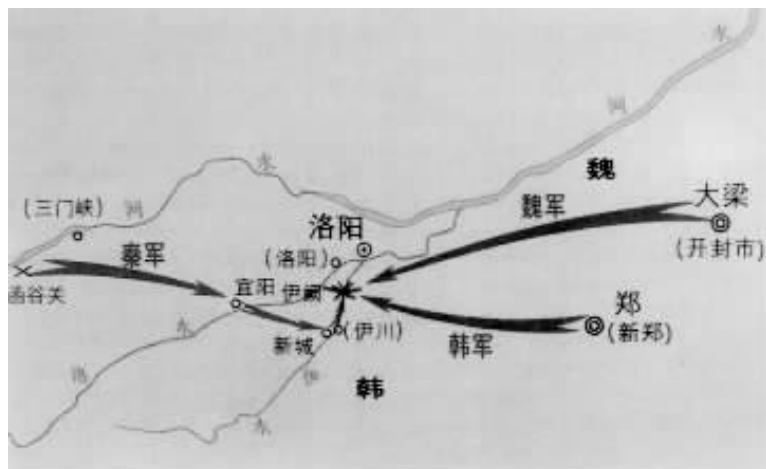 水
河
魏
大梁
(开封市)
魏军
水
(三门峡)
河
洛阳
(洛阳)
秦军
函谷关
宜阳
伊阙
郑
(新郑)
水
新城
(伊川)
韩军
洛
伊
韩
水